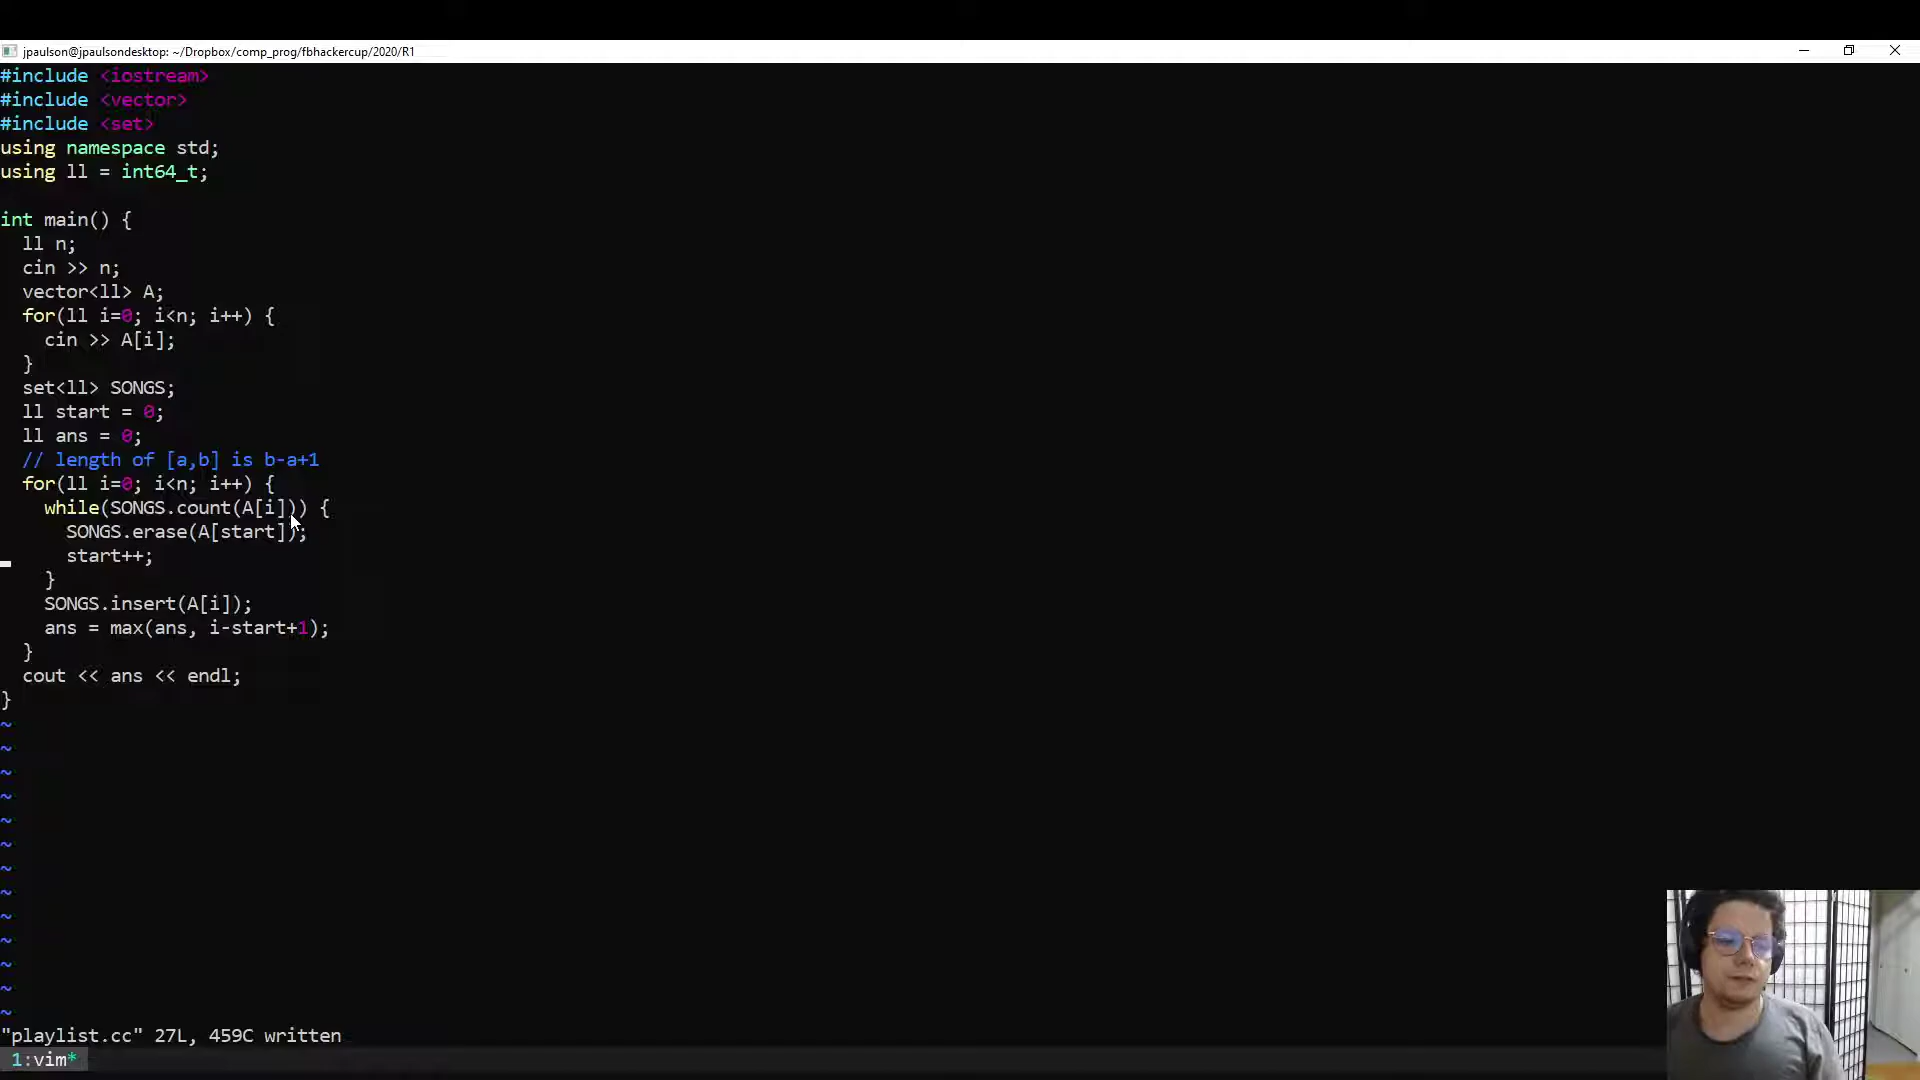 jpaulson@jpaulsondesktop: ~/Dropbox/comp_prog/fbhackercup/2020/R1
#include <iostream>
#include <vector>
#include <set>
using namespace std;
using ll = int64_t;
int main() {
  ll n;
  cin >> n;
  vector<ll> A;
  for(ll i=0; i<n; i++) {
    cin >> A[i];
  }
  set<ll> SONGS;
  ll start = 0;
  ll ans = 0;
  // length of [a,b] is b-a+1
  for(ll i=0; i<n; i++) {
    while(SONGS.count(A[i])) {
      SONGS.erase(A[start]);
      start++;
    }
    SONGS.insert(A[i]);
    ans = max(ans, i-start+1);
  }
  cout << ans << endl;
}
~
~
~
~
~
~
~
~
~
~
~
~
~
"playlist.cc" 27L, 459C written
1:vim*